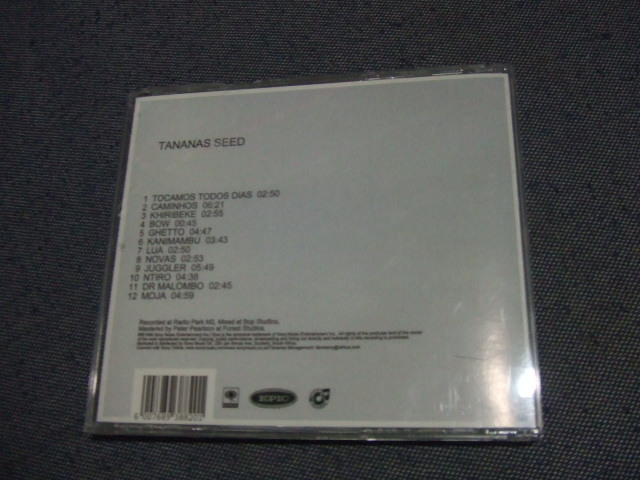 TANANAS SEED
1 TOCAMOS TODOS DIAS 02:50
2 CAMINHOS 06:21
3 KHIRIBEKE 02:55
4 BOW 00:45
5 GHETTO 04:47
6 KANIMAMBU 03:43
7 LUA 02:50
8 NOVAS 02:53
9 JUGGLER 05:49
10 NTIRO 04:38
11 DR MALOMBO 02:45
12 MOJA 04:59
Recorded at Radio Park M2, Mixed at Bop Studios,
Mastered by Peter Pearlson at Forest Studios.
EPIC